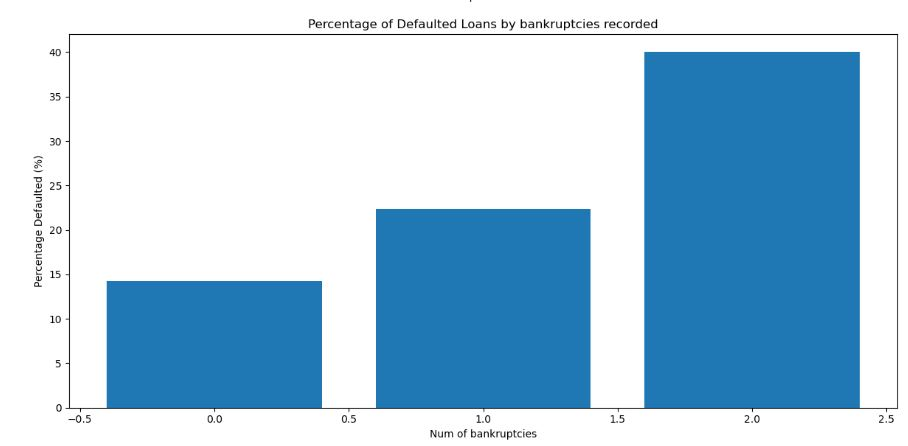 Percentage of Defaulted Loans by bankruptcies recorded
40
35
30
25
20
15
10
5
0
Percentage Defaulted (%)
−0.5 0.0 0.5 1.0 1.5 2.0 2.5
Num of bankruptcies